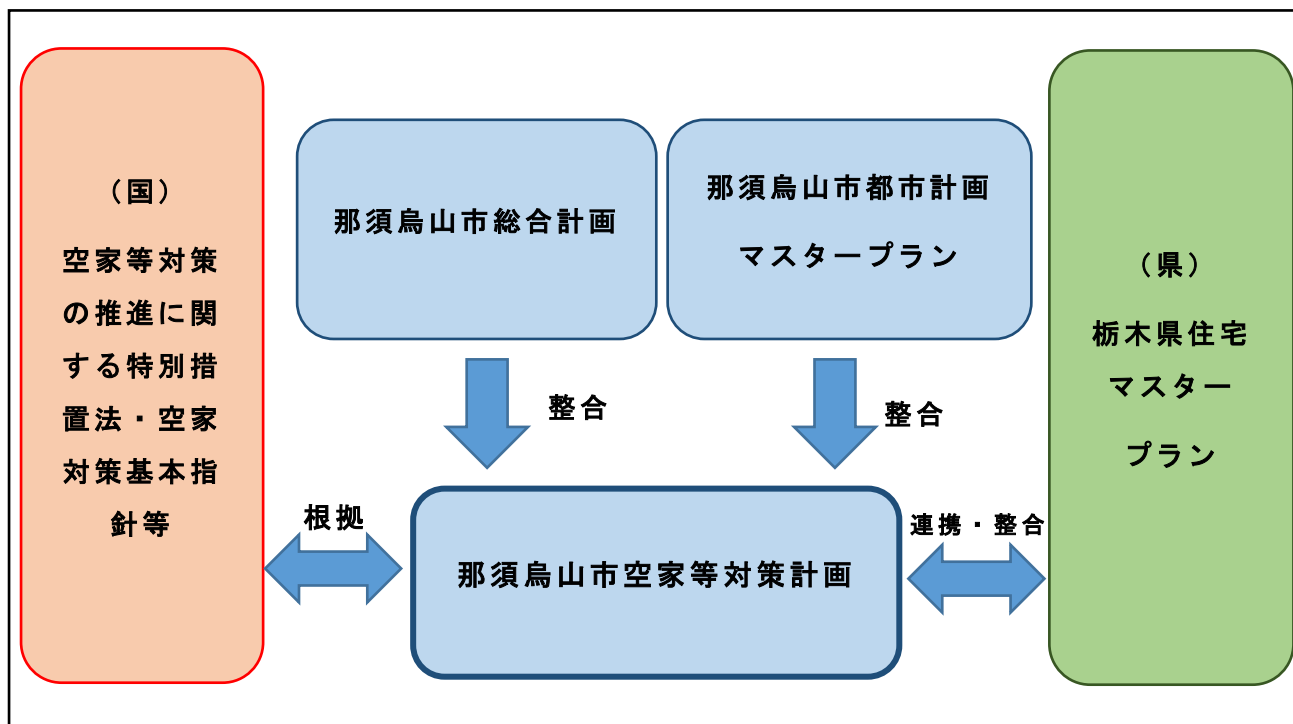 （国）
空家等対策
の推進に関
する特別措
置法・空家
対策基本指
針等
那須烏山市総合計画
那須烏山市都市計画
マスタープラン
整合
整合
根拠
那須烏山市空家等対策計画
連携・整合
（県）
栃木県住宅
マスター
プラン